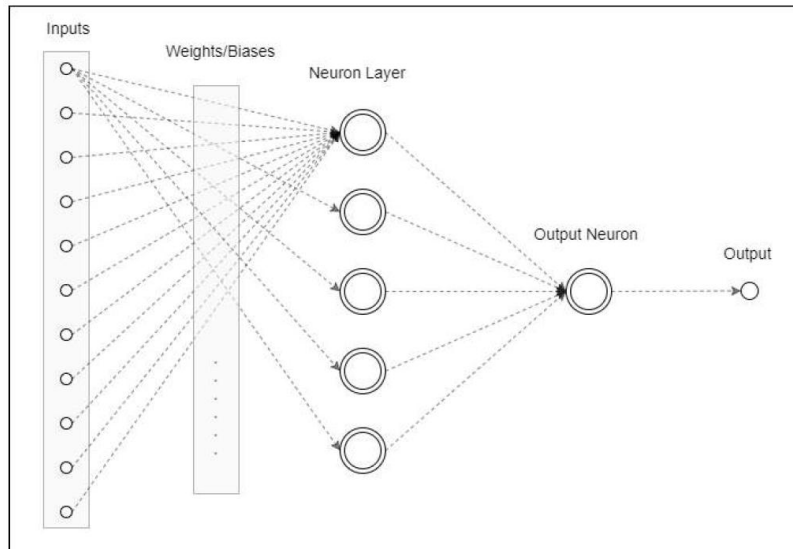 Inputs
Weights/Biases
Neuron Layer
Output Neuron
Output